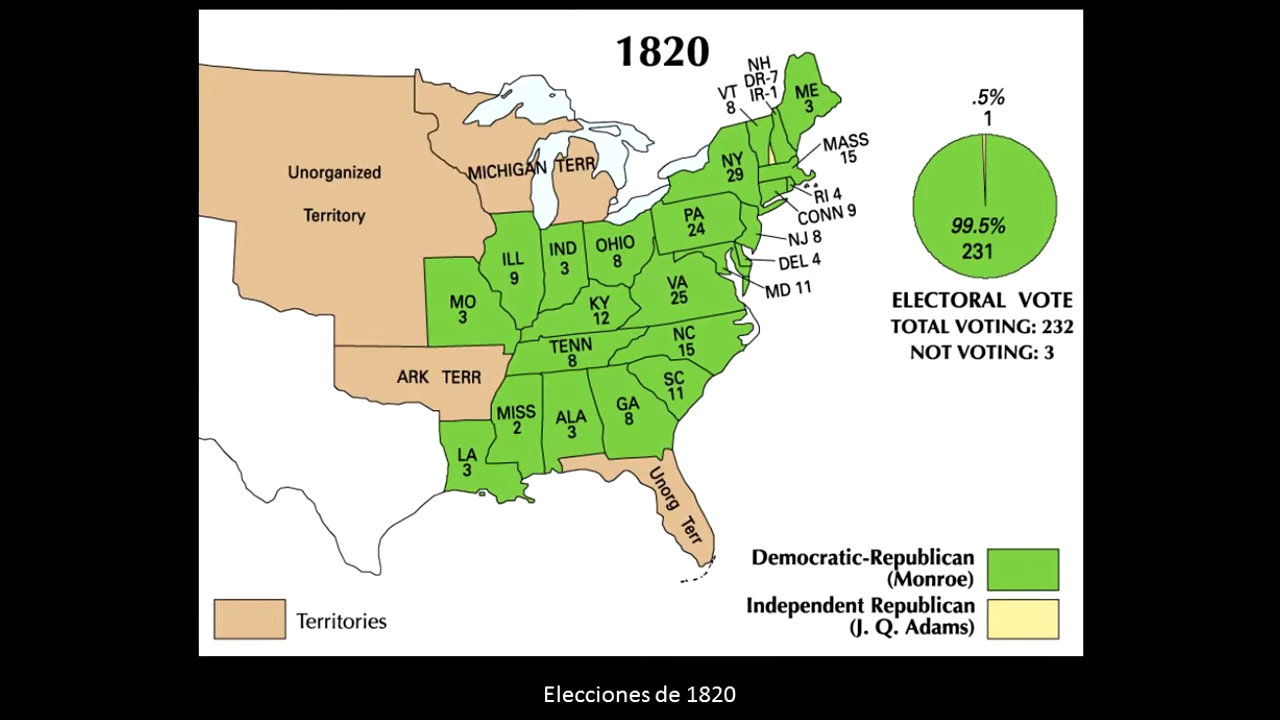 1820
NH
DR-7
IR-1
VT
8
ME
3
MASS
15
RI 4
CONN 9
NY
29
PA
24
NJ 8
DEL 4
MD 11
Unorganized
Territory
MICHIGAN TERR
ILL
9
IND
3
OHIO
8
MO
3
KY
12
VA
25
TENN
8
NC
15
ARK TERR
SC
11
MISS
2
ALA
3
GA
8
LA
3
Unorg Terr
.5%
1
99.5%
231
ELECTORAL VOTE
TOTAL VOTING: 232
NOT VOTING: 3
Democratic-Republican
(Monroe)
Independent Republican
(J. Q. Adams)
Territories
Elecciones de 1820